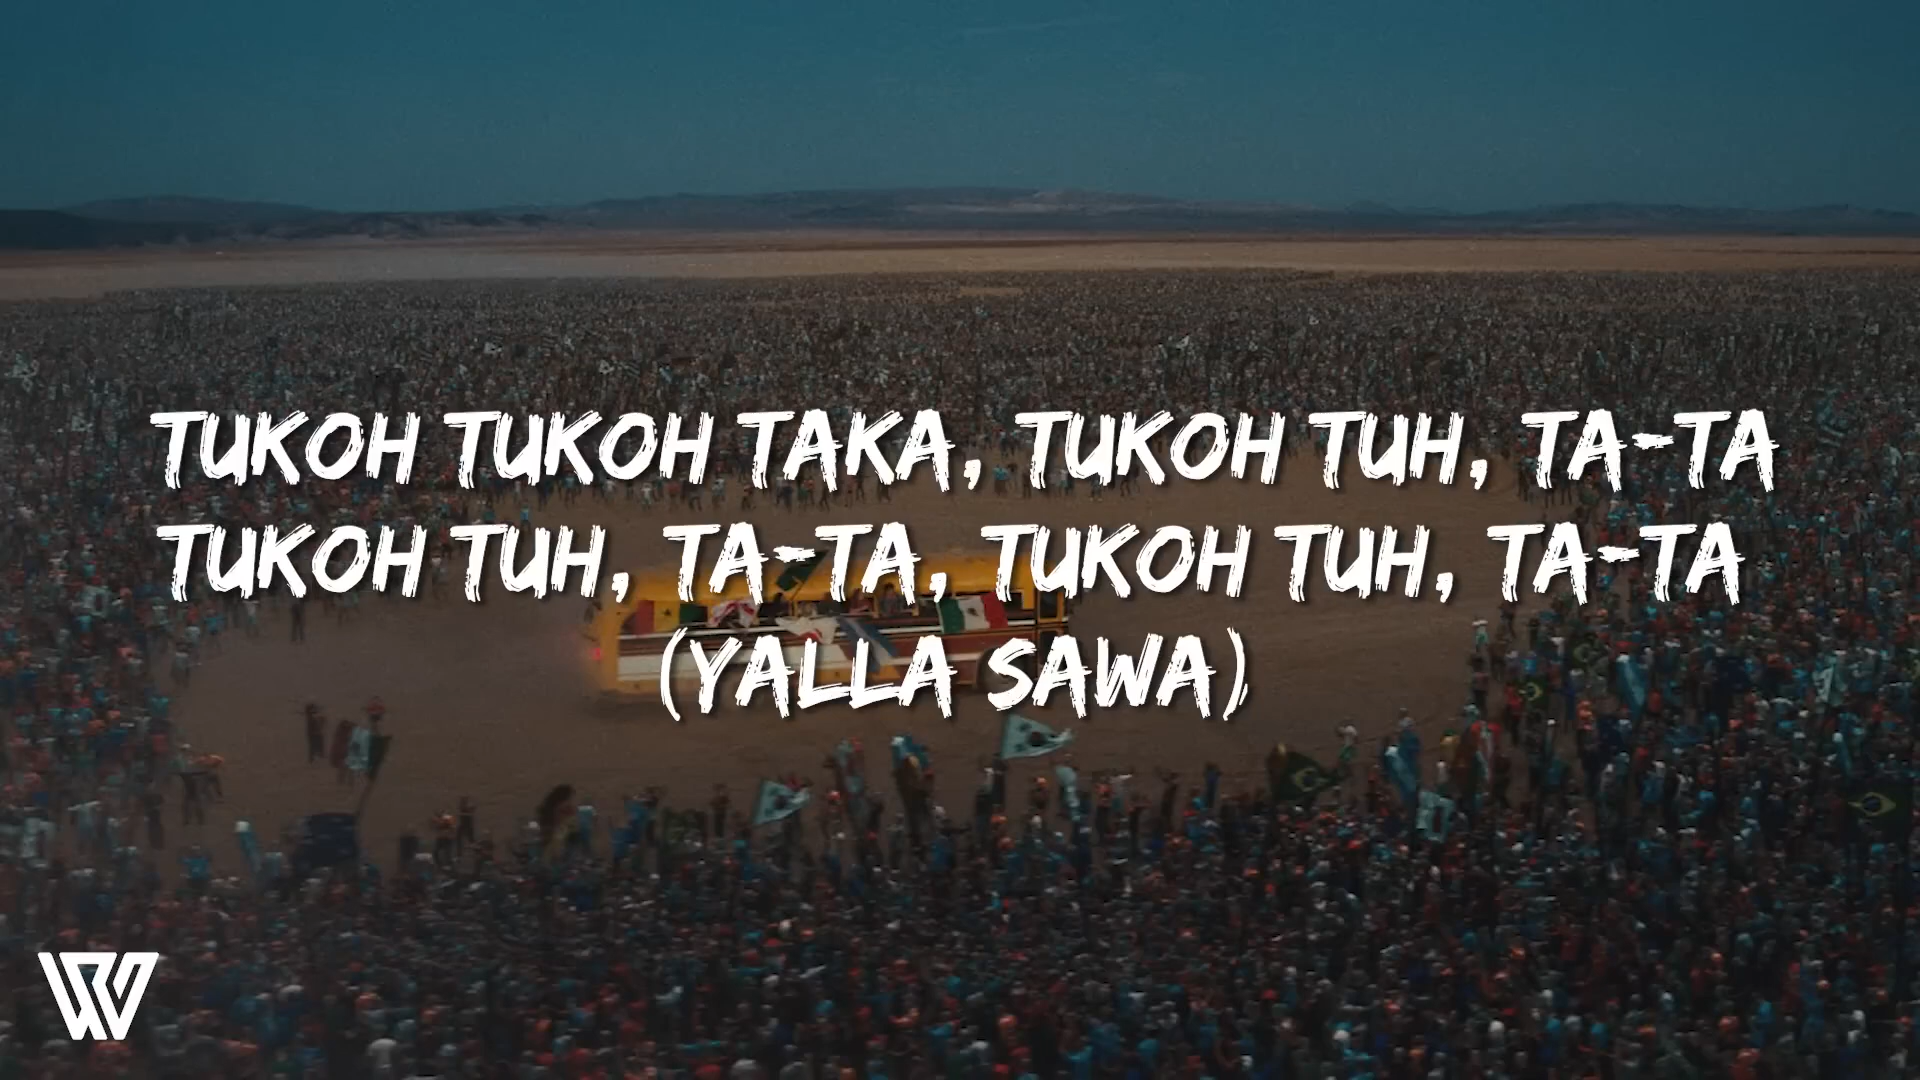 TUKOH TUKOH TAKA, TUKOH TUH, TA-TA
TUKOH TUH, TA-TA, TUKOH TUH, TA-TA
(YALLA SAWA)